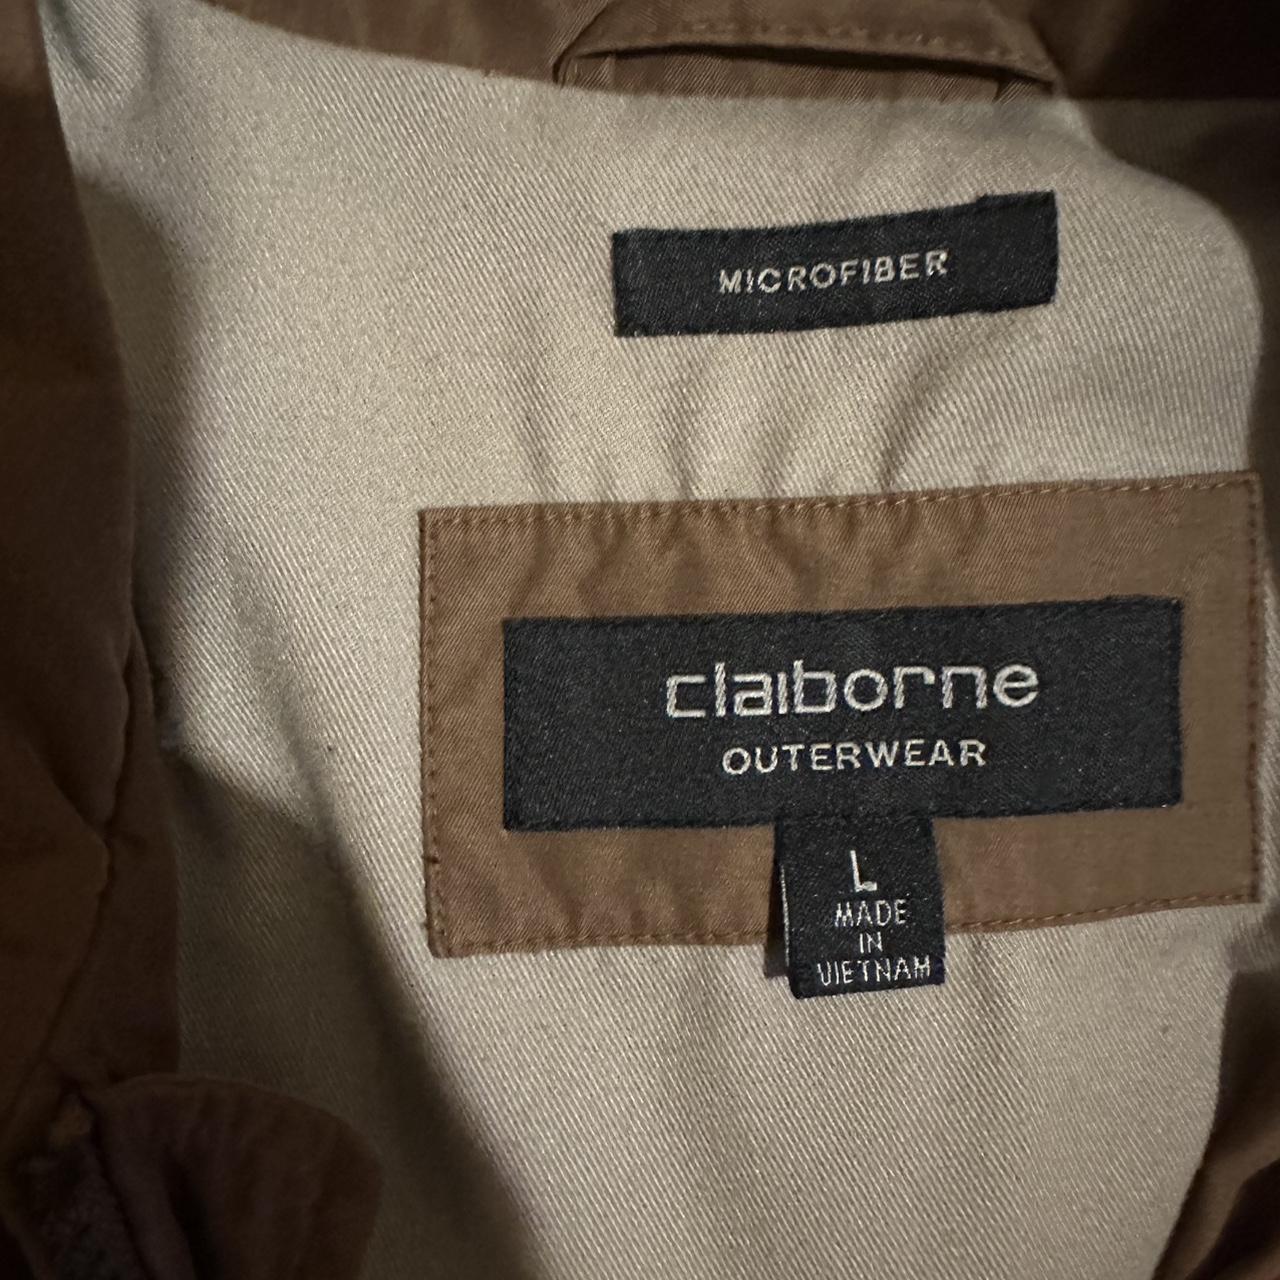 MICROFIBER
claiborne
OUTERWEAR
L
MADE
IN
VIETNAM